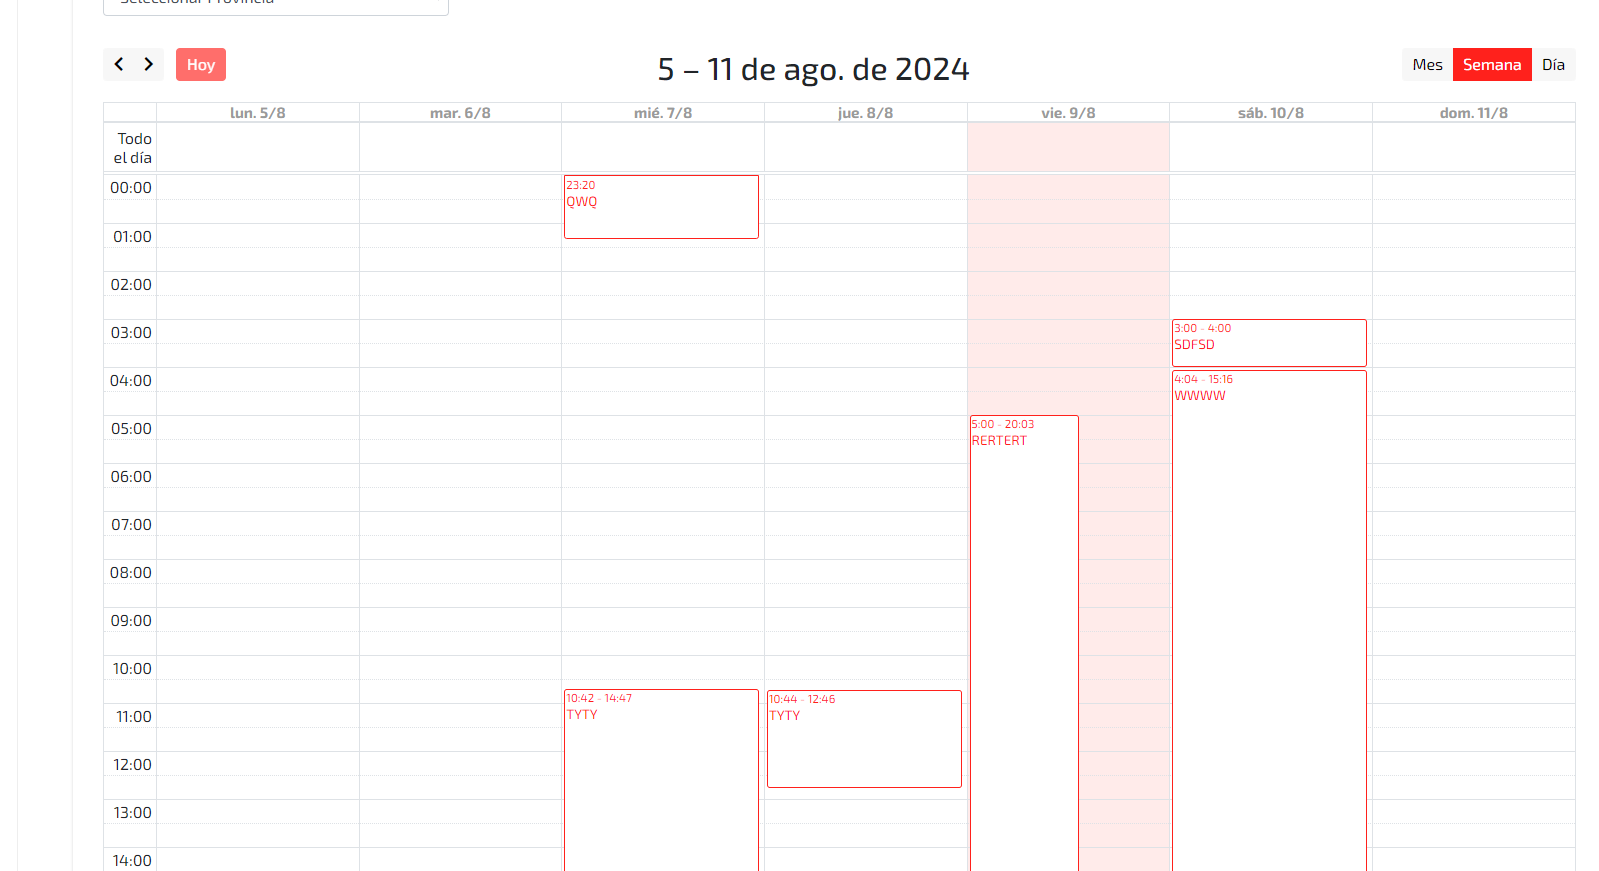 Seleccionar Provincia
Hoy
5 – 11 de ago. de 2024
Mes Semana Día
lun. 5/8 mar. 6/8 mié. 7/8 jue. 8/8 vie. 9/8 sáb. 10/8 dom. 11/8
Todo
el día
00:00
23:20
QWQ
01:00
02:00
03:00
3:00 - 4:00
SDFSD
04:00
4:04 - 15:16
WWWW
05:00
5:00 - 20:03
RERTERT
06:00
07:00
08:00
09:00
10:00
10:42 - 14:47
TYTY
10:44 - 12:46
TYTY
11:00
12:00
13:00
14:00